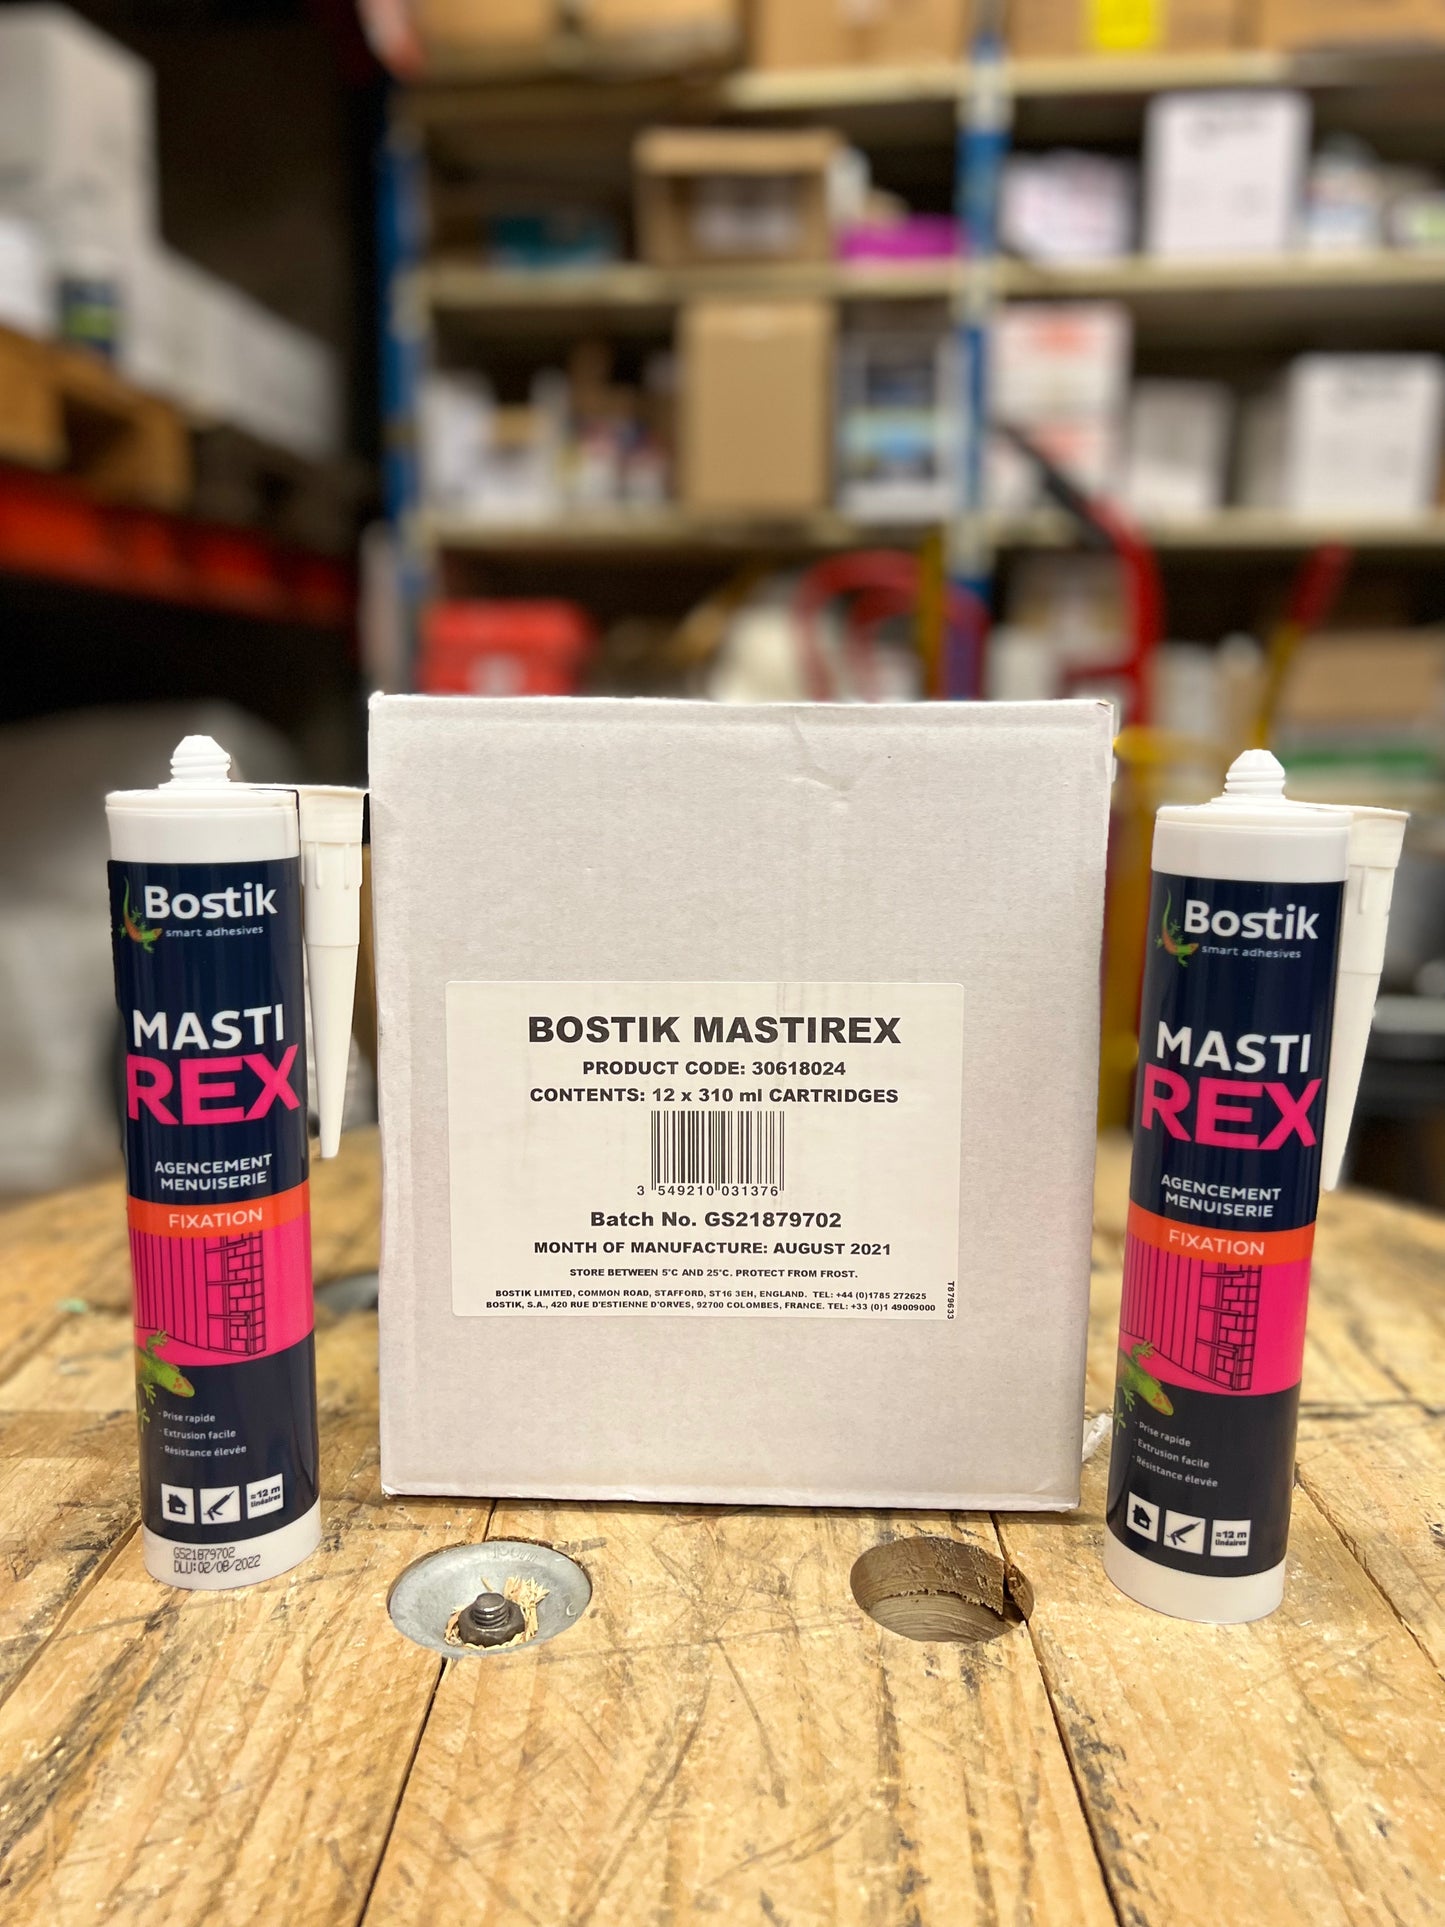 Bostik
smart adhesives
MASTI
REX
AGENCEMENT
MENUISERIE
FIXATION
- Prise rapide
- Extrusion facile
- Résistance élevée
≈ 12 m
linéaires
GS21879702
DLU: 02/08/2022
BOSTIK MASTIREX
PRODUCT CODE: 30618024
CONTENTS: 12 x 310 ml CARTRIDGES
3 549210 031376
Batch No. GS21879702
MONTH OF MANUFACTURE: AUGUST 2021
STORE BETWEEN 5°C AND 25°C. PROTECT FROM FROST.
BOSTIK LIMITED, COMMON ROAD, STAFFORD, ST16 3EH, ENGLAND. TEL: +44 (0)1785 272625
BOSTIK, S.A., 420 RUE D'ESTIENNE D'ORVES, 92700 COLOMBES, FRANCE. TEL: +33 (0)1 49009000
T879633
Bostik
smart adhesives
MASTI
REX
AGENCEMENT
MENUISERIE
FIXATION
- Prise rapide
- Extrusion facile
- Résistance élevée
≈ 12 m
linéaires